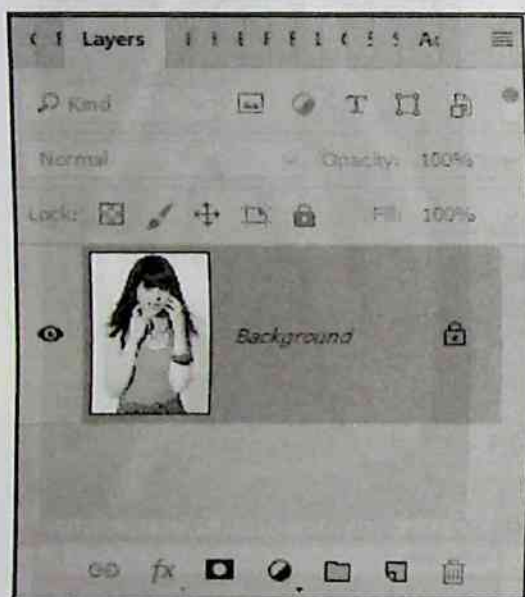 Layers
Kind
Normal Opacity: 100%
Lock: Fill: 100%
Background
fx